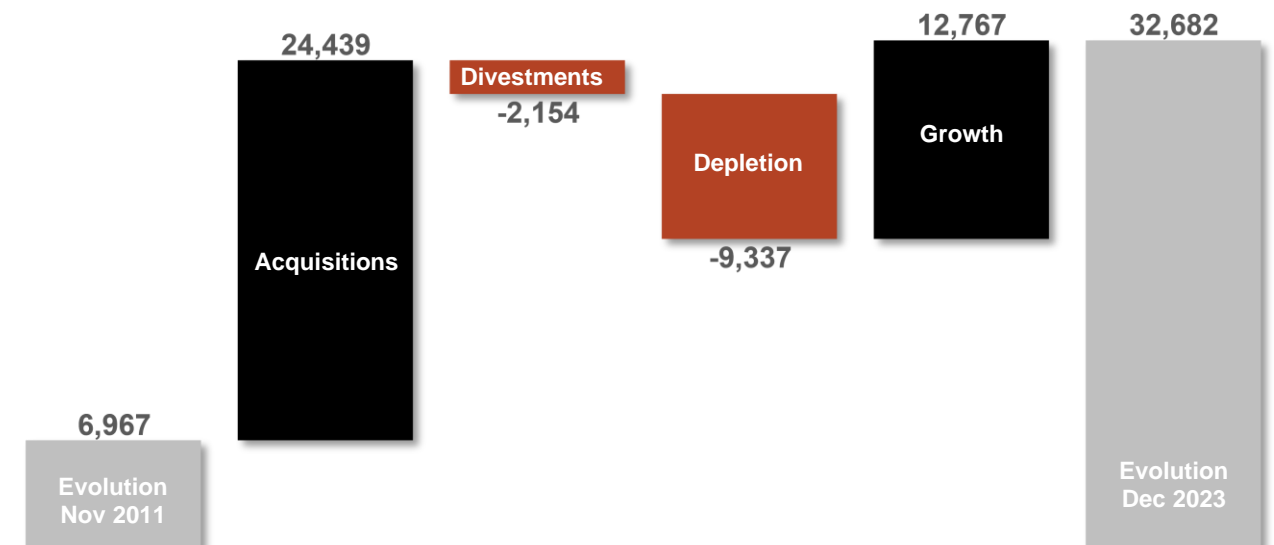 6,967
Evolution
Nov 2011
24,439
Acquisitions
Divestments
-2,154
Depletion
-9,337
12,767
Growth
32,682
Evolution
Dec 2023